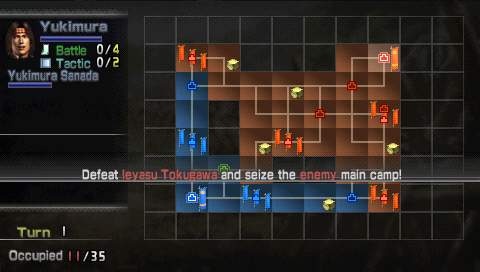 Yukimura
Battle 0/4
Tactic 0/2
Yukimura Sanada
Defeat Ieyasu Tokugawa and seize the enemy main camp!
Turn 1
Occupied 11/35